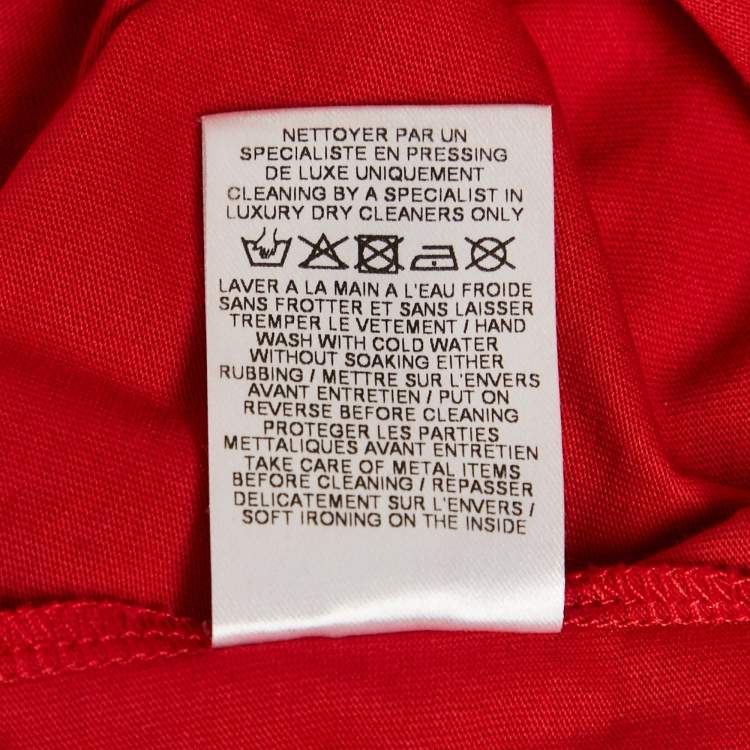 NETTOYER PAR UN
SPECIALISTE EN PRESSING
DE LUXE UNIQUEMENT
CLEANING BY A SPECIALIST IN
LUXURY DRY CLEANERS ONLY
LAVER A LA MAIN A L'EAU FROIDE
SANS FROTTER ET SANS LAISSER
TREMPER LE VETEMENT / HAND
WASH WITH COLD WATER
WITHOUT SOAKING EITHER
RUBBING / METTRE SUR L'ENVERS
AVANT ENTRETIEN / PUT ON
REVERSE BEFORE CLEANING
PROTEGER LES PARTIES
METTALIQUES AVANT ENTRETIEN
TAKE CARE OF METAL ITEMS
BEFORE CLEANING / REPASSER
DELICATEMENT SUR L'ENVERS /
SOFT IRONING ON THE INSIDE